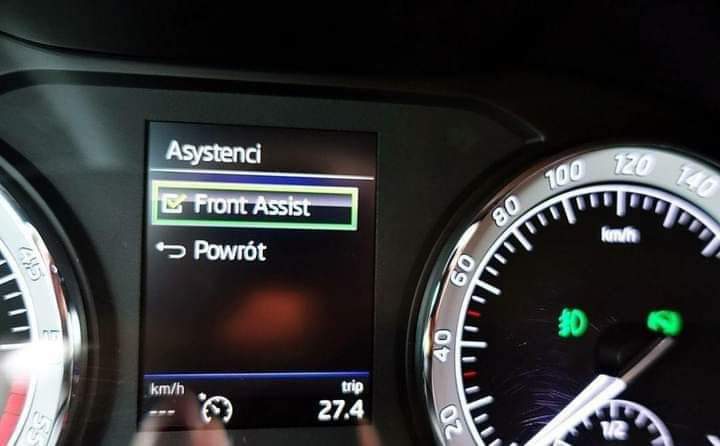 Asystenci
Front Assist
Powrót
km/h
trip
---
27.4
20
40
60
80
100
120
140
km/h
1/2